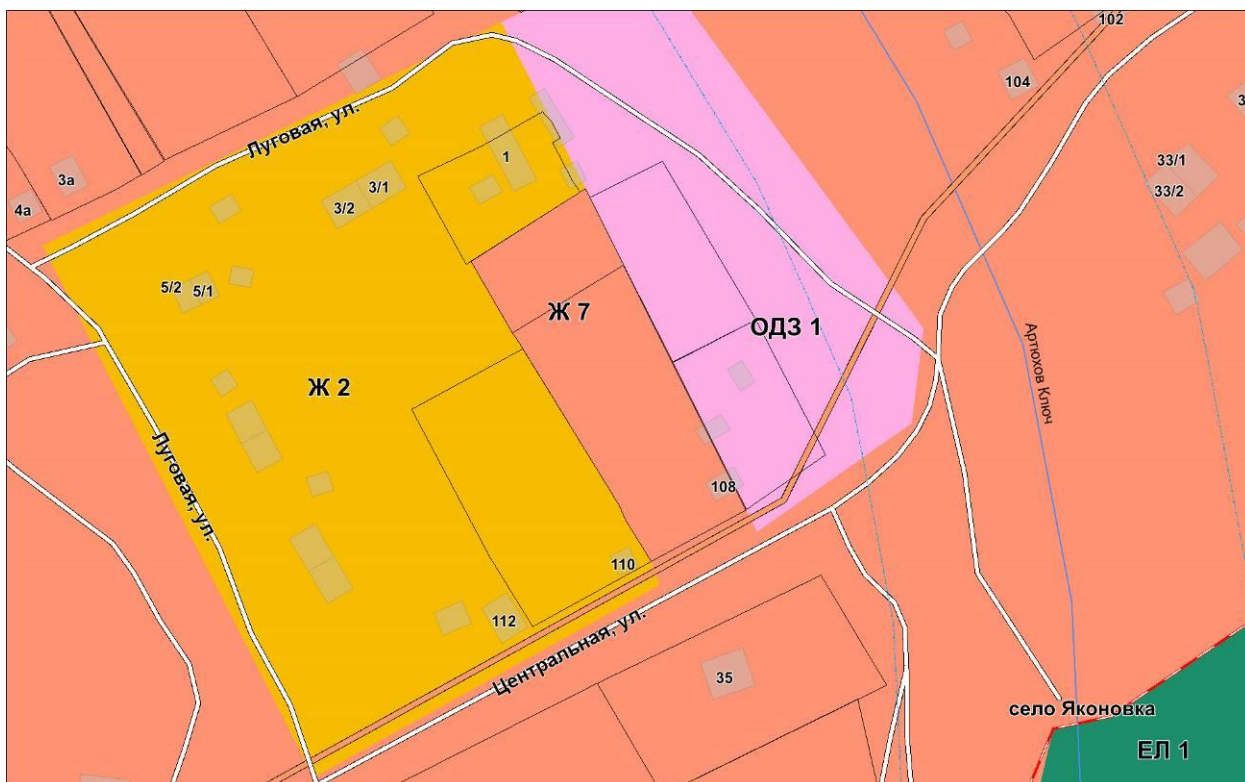 102
104
Луговая, ул.
1
3а
4а
3/1
3/2
33/1
33/2
5/2
5/1
Ж 7
ОДЗ 1
Ж 2
Артюхов Ключ
Луговая, ул.
108
110
112
Центральная, ул.
35
село Яконовка
ЕЛ 1